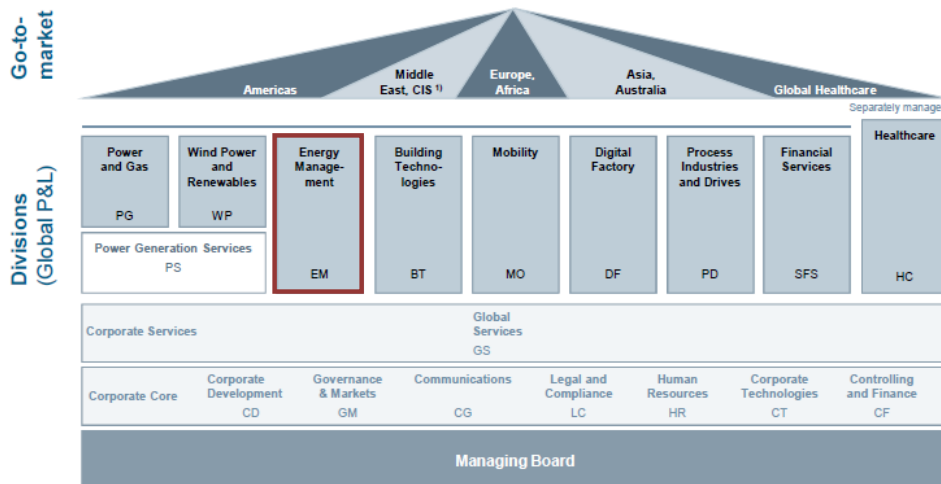 Go-to-
market
Americas
Middle
East, CIS 1)
Europe,
Africa
Asia,
Australia
Global Healthcare
Separately manage
Divisions
(Global P&L)
Power
and Gas
PG
Wind Power
and
Renewables
WP
Power Generation Services
PS
Energy
Manage-
ment
EM
Building
Techno-
logies
BT
Mobility
MO
Digital
Factory
DF
Process
Industries
and Drives
PD
Financial
Services
SFS
Healthcare
HC
Corporate Services
Global
Services
GS
Corporate Core
Corporate
Development
CD
Governance
& Markets
GM
Communications
CG
Legal and
Compliance
LC
Human
Resources
HR
Corporate
Technologies
CT
Controlling
and Finance
CF
Managing Board